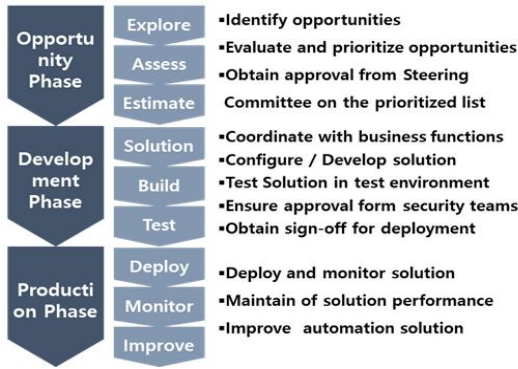 Opportu
nity
Phase
Explore
Assess
Estimate
▪Identify opportunities
▪Evaluate and prioritize opportunities
▪Obtain approval from Steering
Committee on the prioritized list
Develop
ment
Phase
Solution
Build
Test
▪Coordinate with business functions
▪Configure / Develop solution
▪Test Solution in test environment
▪Ensure approval form security teams
▪Obtain sign-off for deployment
Producti
on Phase
Deploy
Monitor
Improve
▪Deploy and monitor solution
▪Maintain of solution performance
▪Improve automation solution